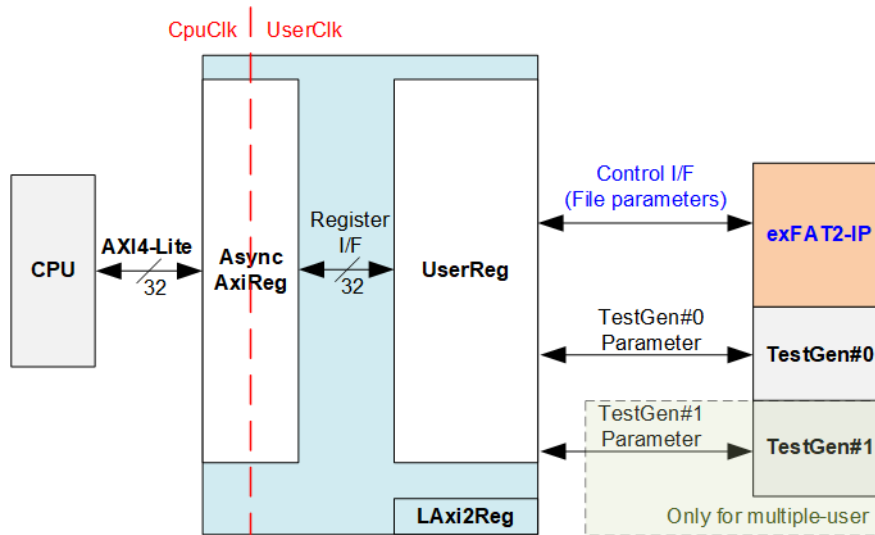 CpuClk
UserClk
CPU
AXI4-Lite
32
Async
AxiReg
Register
I/F
32
UserReg
LAxi2Reg
Control I/F
(File parameters)
exFAT2-IP
TestGen#0
Parameter
TestGen#0
TestGen#1
Parameter
TestGen#1
Only for multiple-user